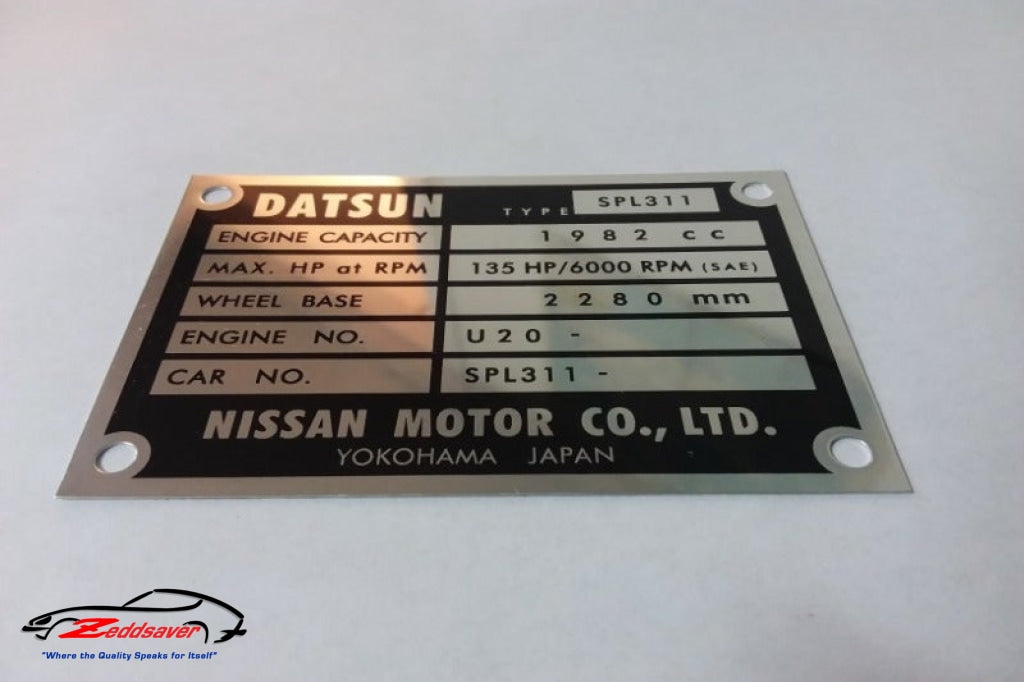 DATSUN TYPE SPL311
ENGINE CAPACITY 1982 cc
MAX. HP at RPM 135 HP/6000 RPM (SAE)
WHEEL BASE 2280 mm
ENGINE NO. U20 -
CAR NO. SPL311 -
NISSAN MOTOR CO., LTD.
YOKOHAMA JAPAN
Zeddsaver
"Where the Quality Speaks for Itself"